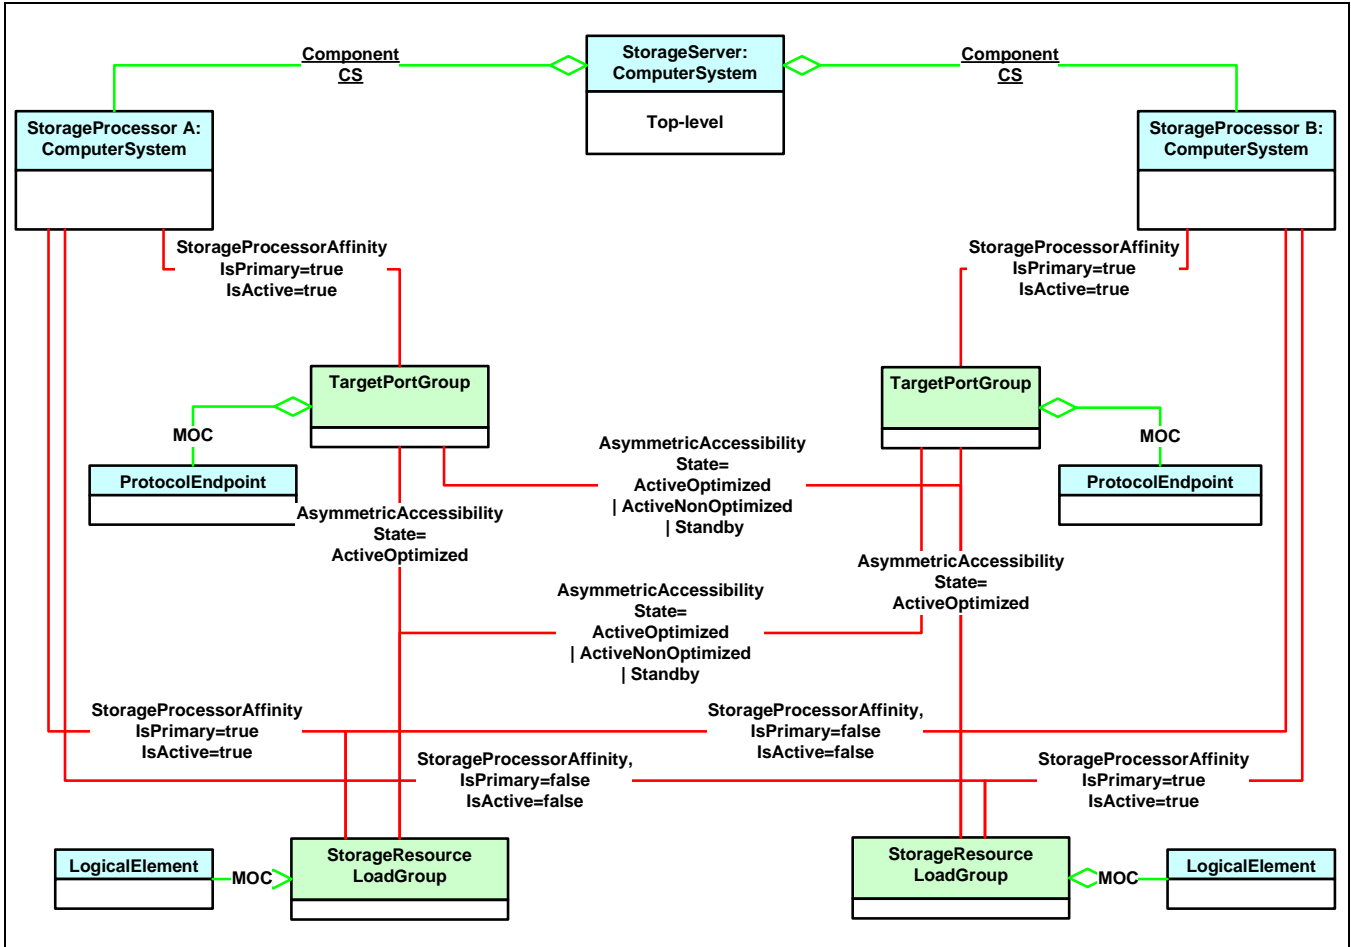 Component
CS
StorageServer:
ComputerSystem
Top-level
Component
CS
StorageProcessor A:
ComputerSystem
StorageProcessor B:
ComputerSystem
StorageProcessorAffinity
IsPrimary=true
IsActive=true
StorageProcessorAffinity
IsPrimary=true
IsActive=true
TargetPortGroup
TargetPortGroup
MOC
MOC
ProtocolEndpoint
ProtocolEndpoint
AsymmetricAccessibility
State=
ActiveOptimized
| ActiveNonOptimized
| Standby
AsymmetricAccessibility
State=
ActiveOptimized
AsymmetricAccessibility
State=
ActiveOptimized
AsymmetricAccessibility
State=
ActiveOptimized
| ActiveNonOptimized
| Standby
StorageProcessorAffinity
IsPrimary=true
IsActive=true
StorageProcessorAffinity,
IsPrimary=false
IsActive=false
StorageProcessorAffinity,
IsPrimary=false
IsActive=false
StorageProcessorAffinity
IsPrimary=true
IsActive=true
LogicalElement
MOC
StorageResource
LoadGroup
StorageResource
LoadGroup
MOC
LogicalElement